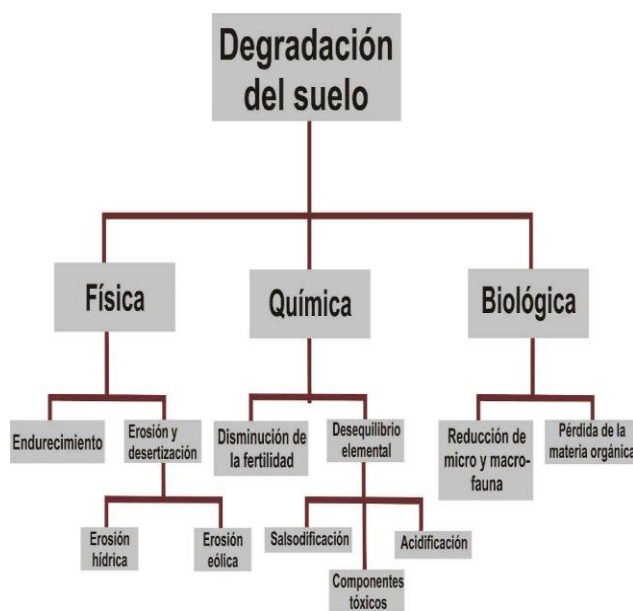 Degradación
del suelo
Física
Química
Biológica
Endurecimiento
Erosión y
desertización
Disminución de
la fertilidad
Desequilibrio
elemental
Reducción de
micro y macro-
fauna
Pérdida de la
materia orgánica
Erosión
hídrica
Erosión
eólica
Salsodificación
Componentes
tóxicos
Acidificación